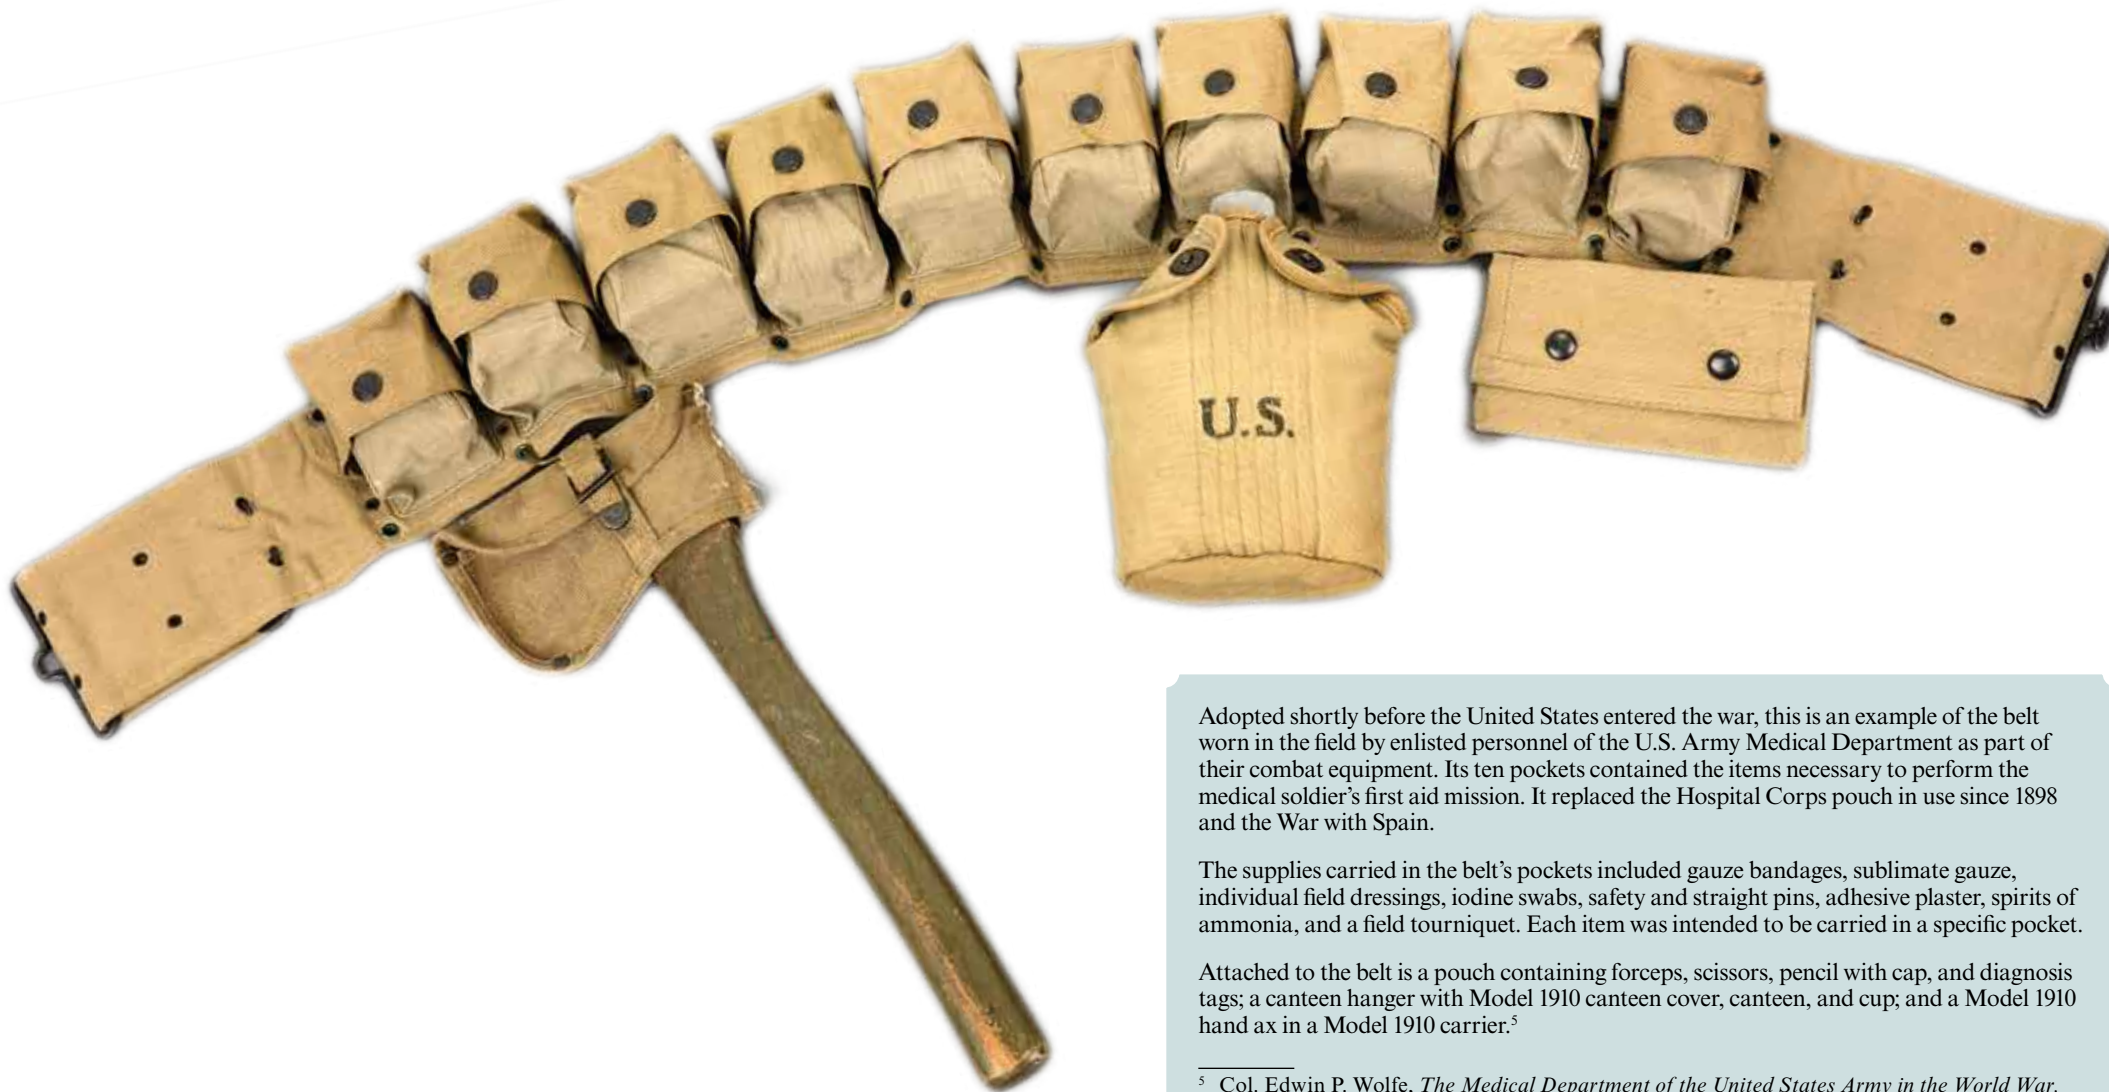 U.S.
Adopted shortly before the United States entered the war, this is an example of the belt
worn in the field by enlisted personnel of the U.S. Army Medical Department as part of
their combat equipment. Its ten pockets contained the items necessary to perform the
medical soldier’s first aid mission. It replaced the Hospital Corps pouch in use since 1898
and the War with Spain.
The supplies carried in the belt’s pockets included gauze bandages, sublimate gauze,
individual field dressings, iodine swabs, safety and straight pins, adhesive plaster, spirits of
ammonia, and a field tourniquet. Each item was intended to be carried in a specific pocket.
Attached to the belt is a pouch containing forceps, scissors, pencil with cap, and diagnosis
tags; a canteen hanger with Model 1910 canteen cover, canteen, and cup; and a Model 1910
hand ax in a Model 1910 carrier.⁵
⁵ Col. Edwin P. Wolfe, The Medical Department of the United States Army in the World War,